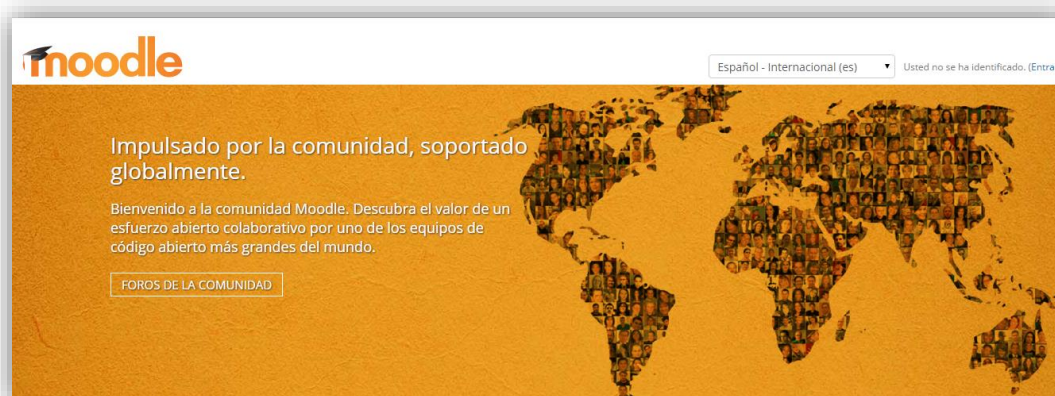 moodle
Español - Internacional (es)
Usted no se ha identificado. (Entra
Impulsado por la comunidad, soportado
globalmente.
Bienvenido a la comunidad Moodle. Descubra el valor de un
esfuerzo abierto colaborativo por uno de los equipos de
código abierto más grandes del mundo.
FOROS DE LA COMUNIDAD